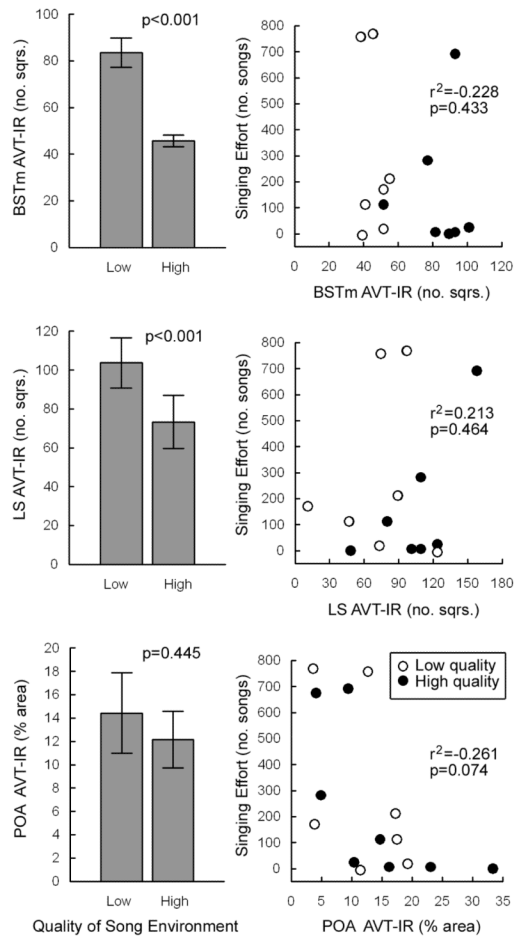 p<0.001
100
80
60
40
20
0
BSTm AVT-IR (no. sqrs.)
Low High
800
700
600
500
400
300
200
100
0
Singing Effort (no. songs)
r²=-0.228
p=0.433
0 20 40 60 80 100 120
BSTm AVT-IR (no. sqrs.)
p<0.001
120
100
80
60
40
20
0
LS AVT-IR (no. sqrs.)
Low High
800
700
600
500
400
300
200
100
0
Singing Effort (no. songs)
r²=0.213
p=0.464
0 30 60 90 120 150 180
LS AVT-IR (no. sqrs.)
p=0.445
20
18
16
14
12
10
8
6
4
2
0
POA AVT-IR (% area)
Low High
Quality of Song Environment
800
700
600
500
400
300
200
100
0
Singing Effort (no. songs)
Low quality
High quality
r²=-0.261
p=0.074
0 5 10 15 20 25 30 35
POA AVT-IR (% area)